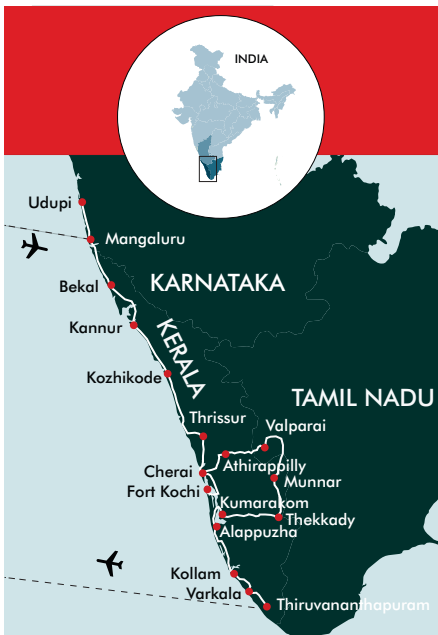 INDIA
Udupi
Mangaluru
Bekal
KARNATAKA
Kannur
KERALA
Kozhikode
TAMIL NADU
Thrissur
Valparai
Cherai
Athirappilly
Munnar
Fort Kochi
Kumarakom
Thekkady
Alappuzha
Kollam
Varkala
Thiruvananthapuram